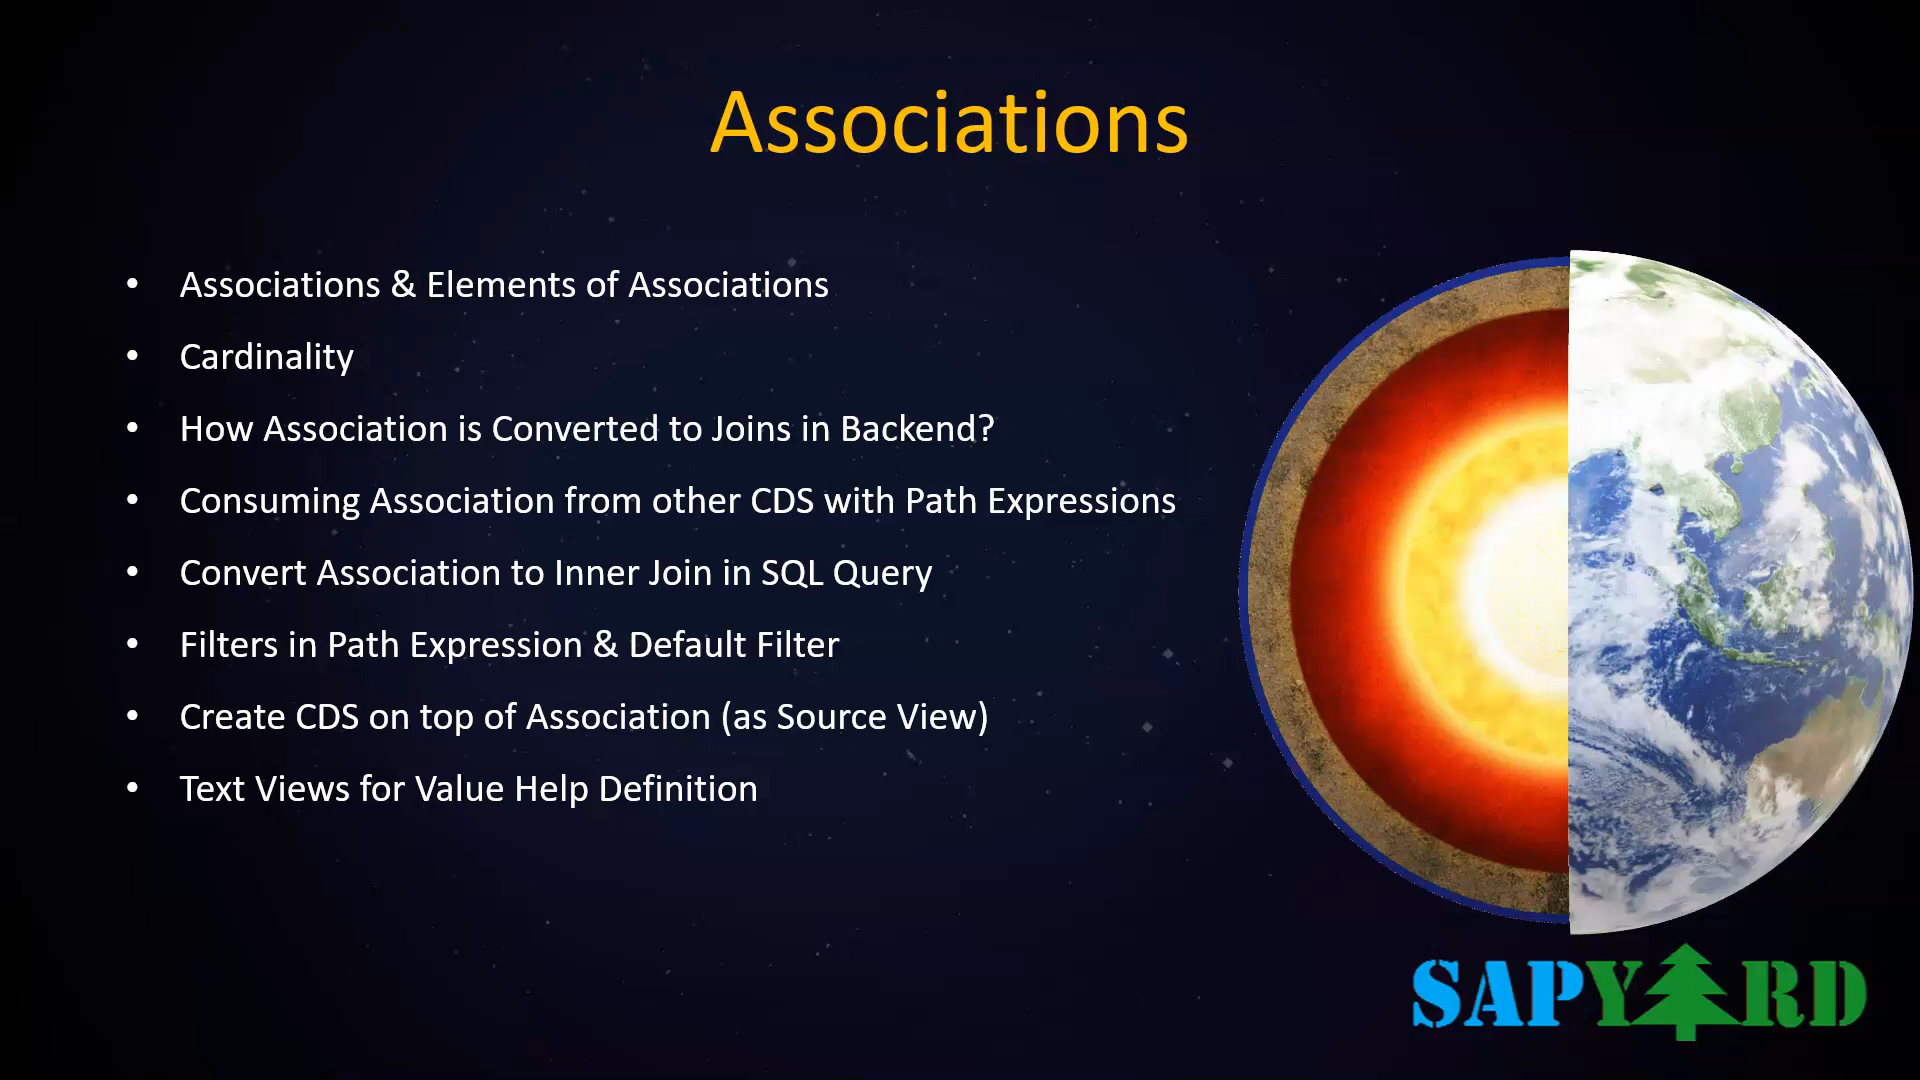 Associations
• Associations & Elements of Associations
• Cardinality
• How Association is Converted to Joins in Backend?
• Consuming Association from other CDS with Path Expressions
• Convert Association to Inner Join in SQL Query
• Filters in Path Expression & Default Filter
• Create CDS on top of Association (as Source View)
• Text Views for Value Help Definition
SAPYARD